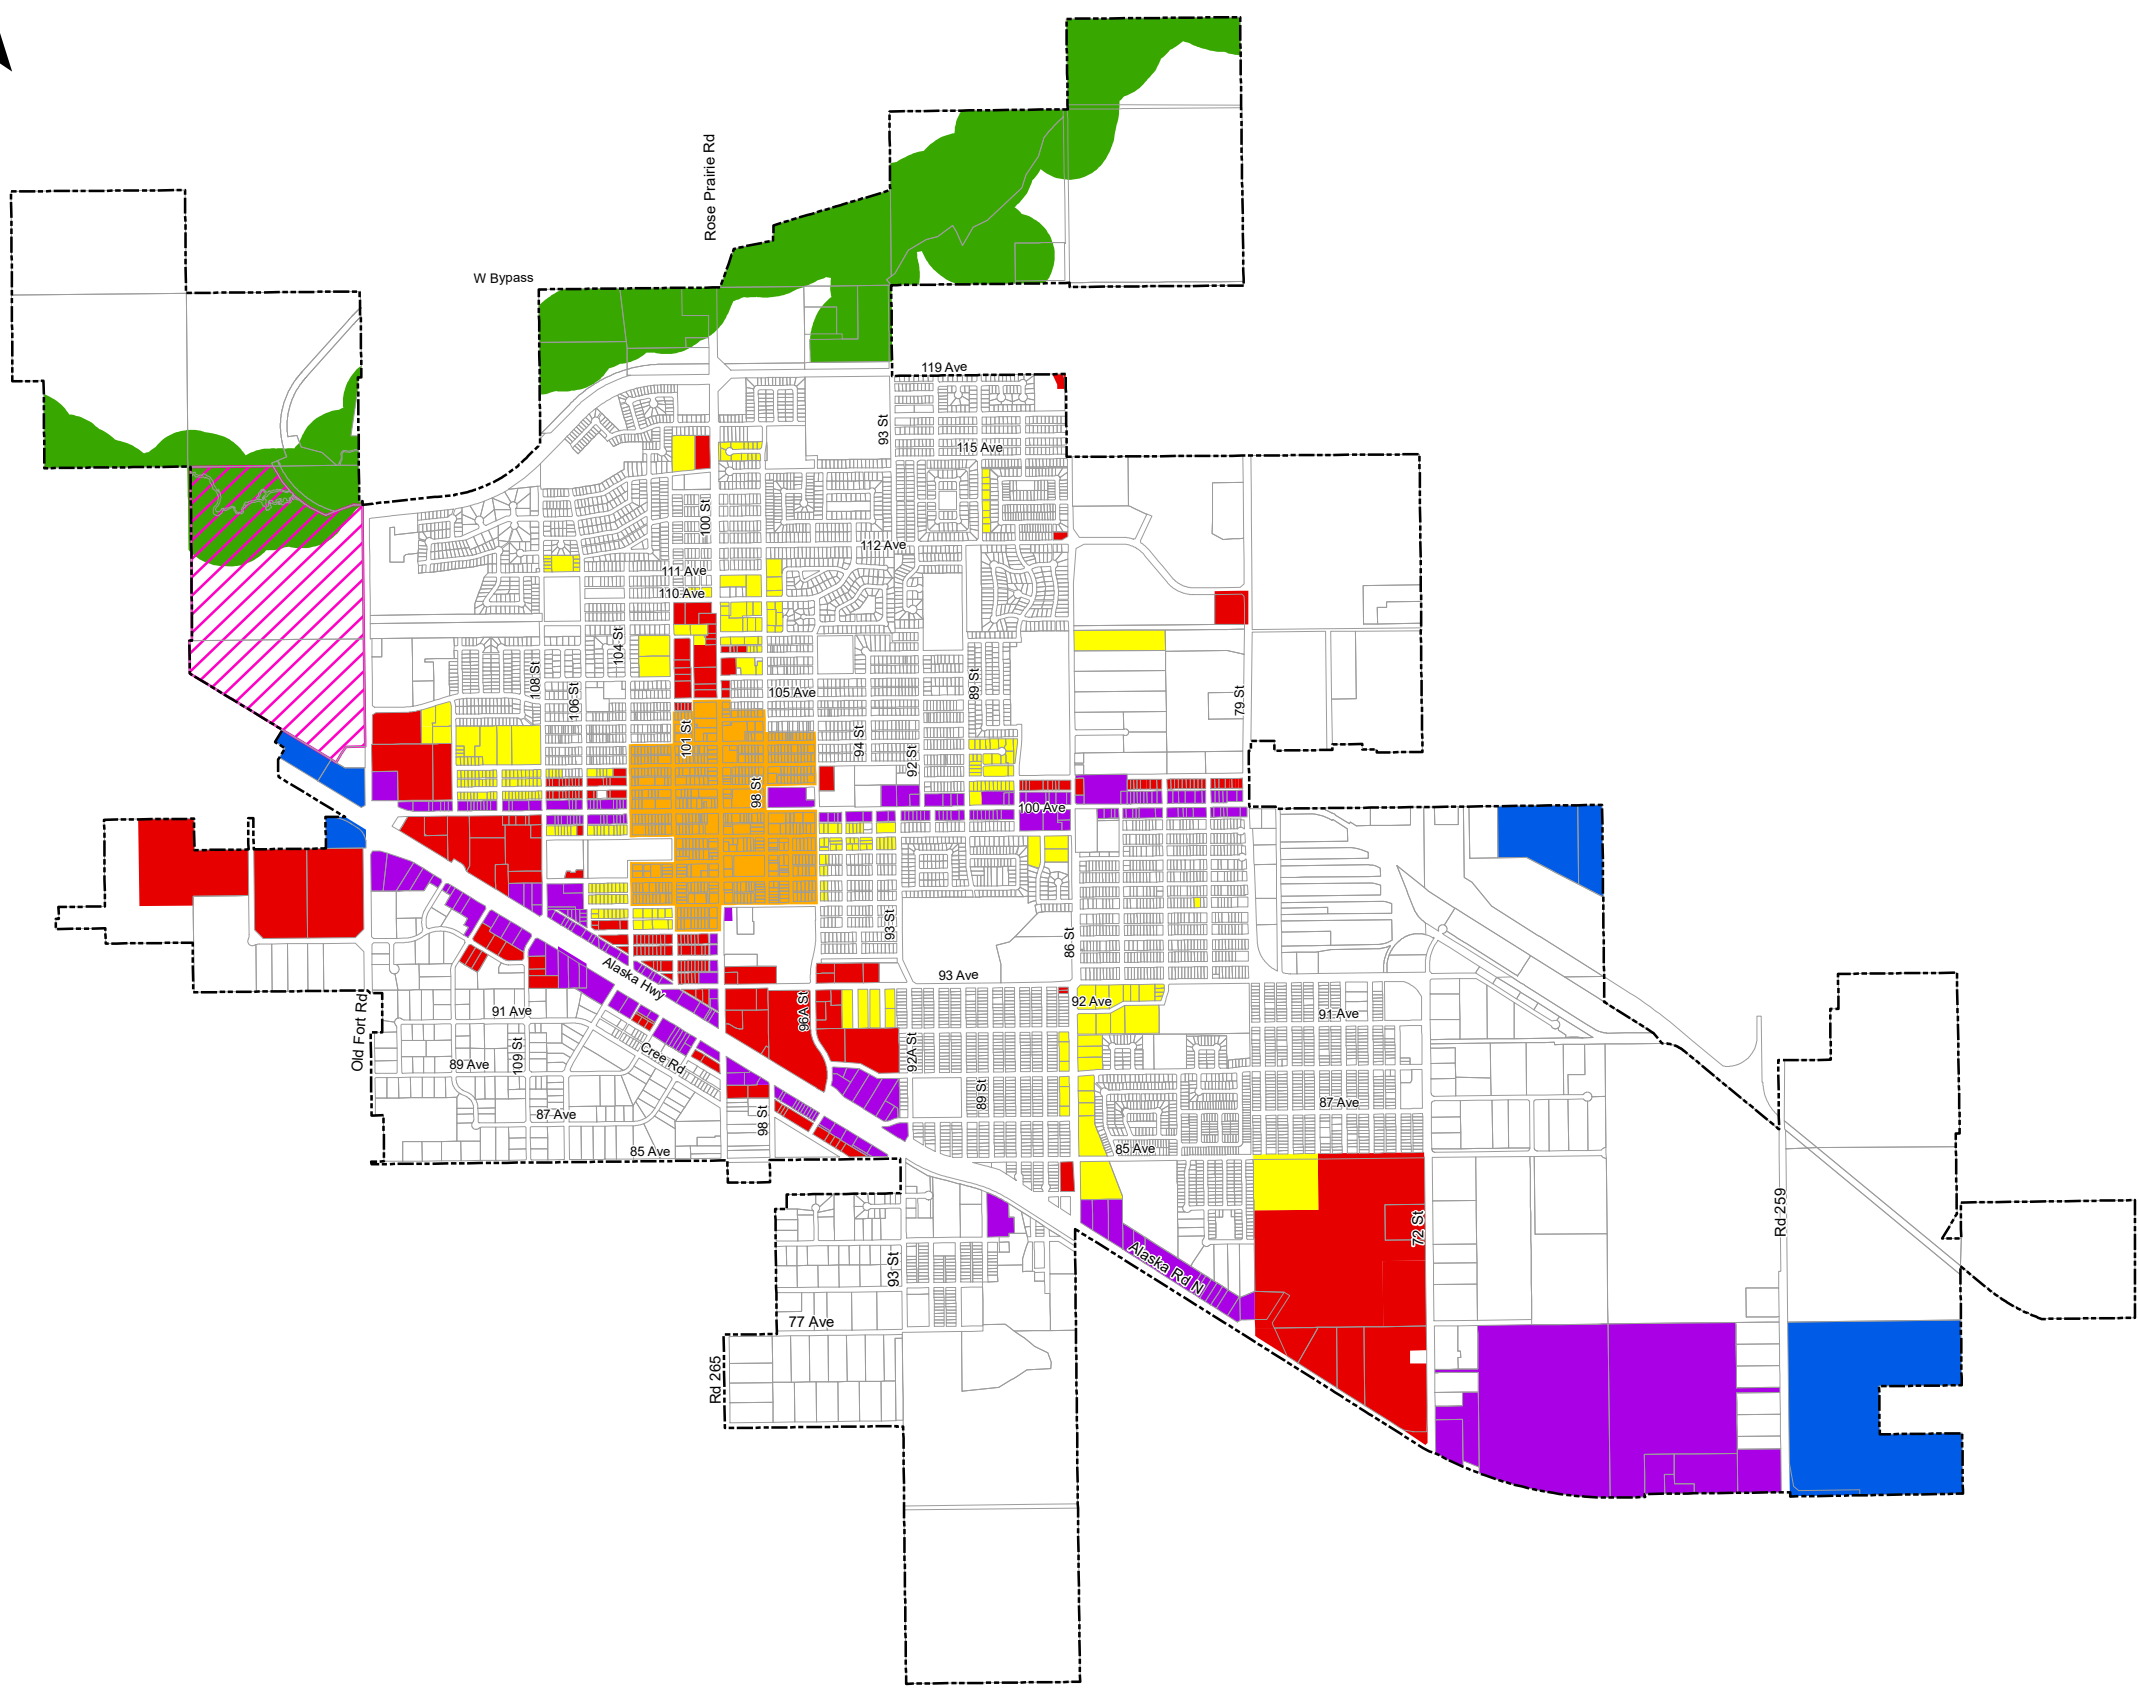 Rose Prairie Rd
W Bypass
119 Ave
93 St
115 Ave
100 St
112 Ave
111 Ave
110 Ave
104 St
108 St
106 St
89 St
105 Ave
79 St
101 St
94 St
92 St
98 St
100 Ave
93 St
86 St
Alaska Hwy
93 Ave
Old Fort Rd
91 Ave
96A St
92 Ave
91 Ave
109 St
Cree Rd
92A St
89 Ave
89 St
87 Ave
98 St
87 Ave
85 Ave
85 Ave
Rd 259
72 St
93 St
Alaska Rd N
77 Ave
Rd 265